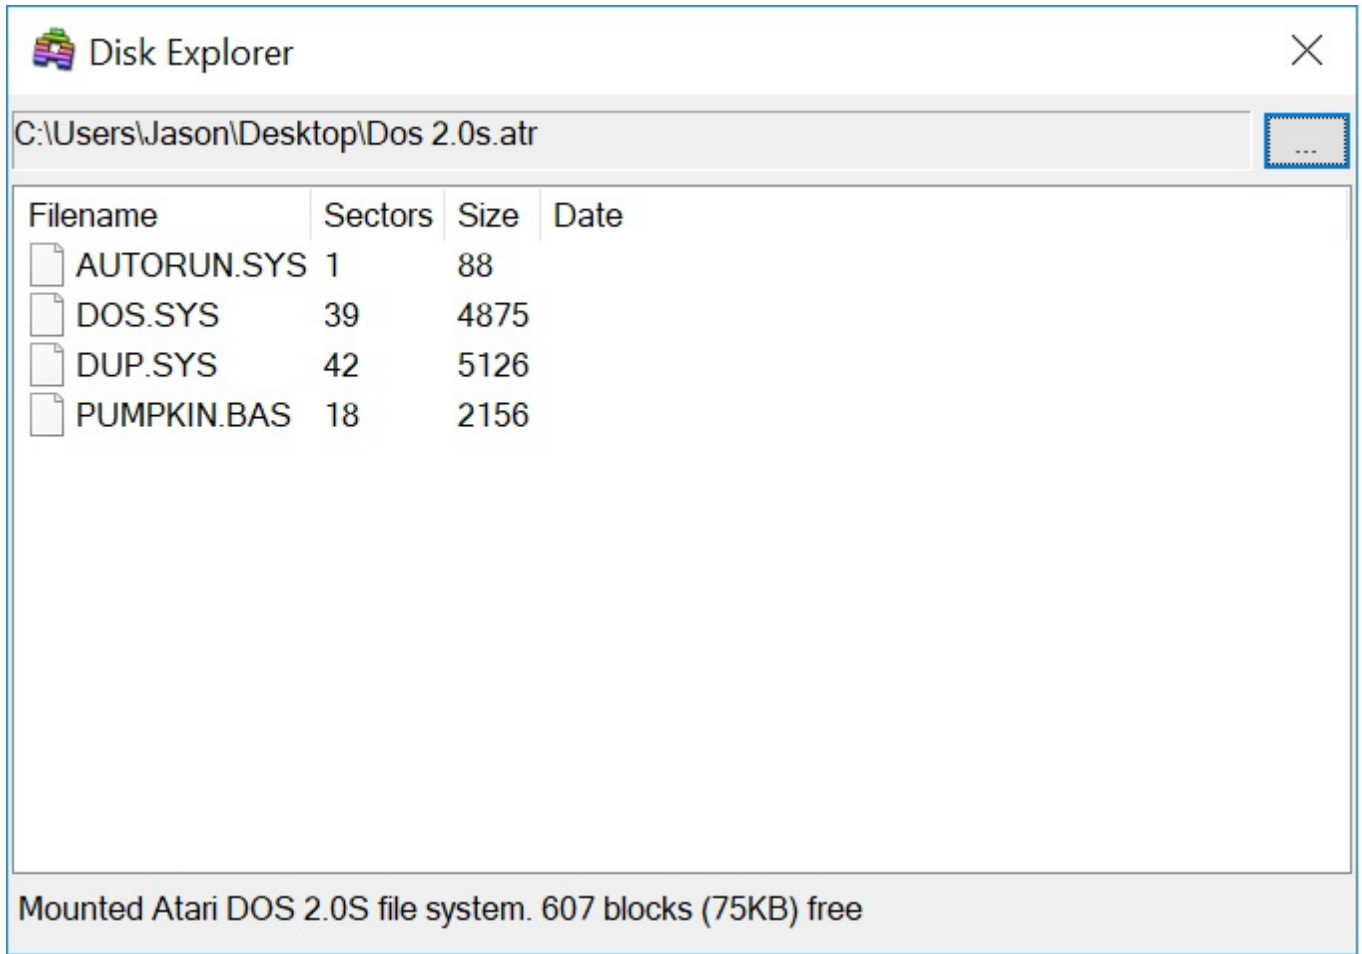 Disk Explorer
C:\Users\Jason\Desktop\Dos 2.0s.atr
...
Filename Sectors Size Date
AUTORUN.SYS 1 88
DOS.SYS 39 4875
DUP.SYS 42 5126
PUMPKIN.BAS 18 2156
Mounted Atari DOS 2.0S file system. 607 blocks (75KB) free